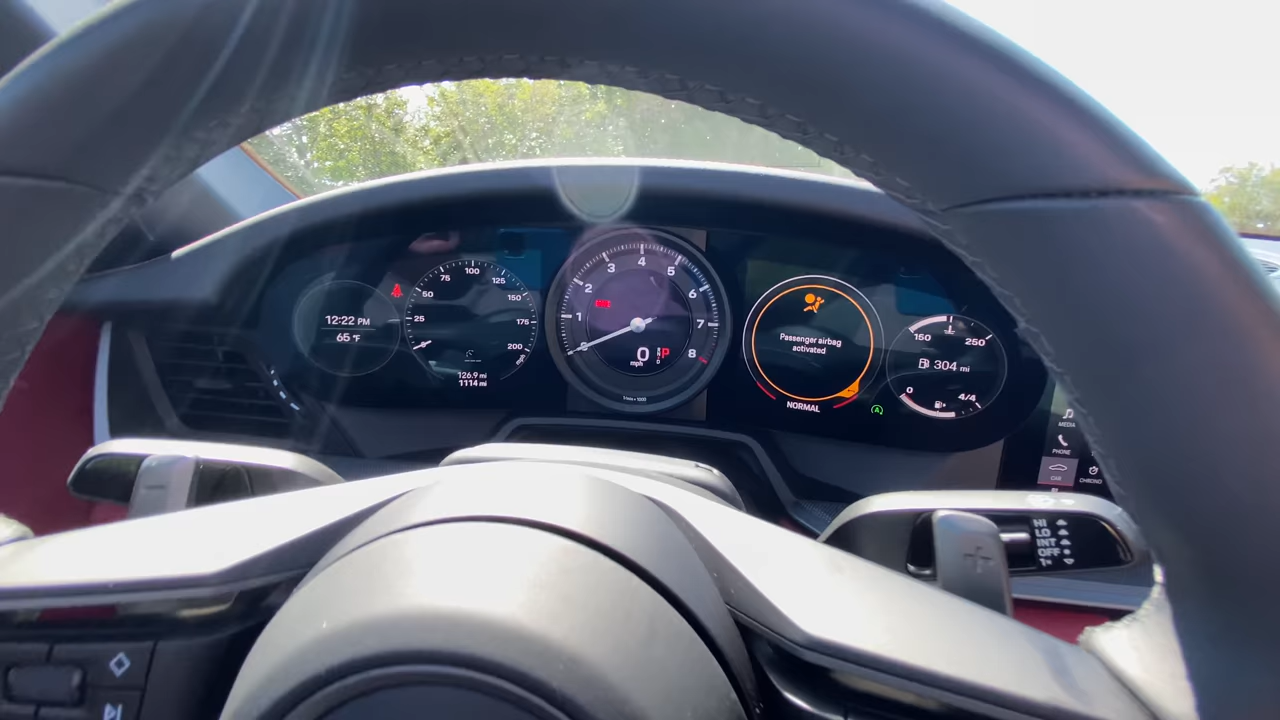 12:22 PM
65 °F
25
50
75
100
125
150
175
200
mph
126.9 mi
1114 mi
1
2
3
4
5
6
7
8
0
mph
P
Passenger airbag
activated
NORMAL
150
250
304 mi
0
4/4
MEDIA
PHONE
CAR
CHRONO
HI
LO
INT
OFF
1x